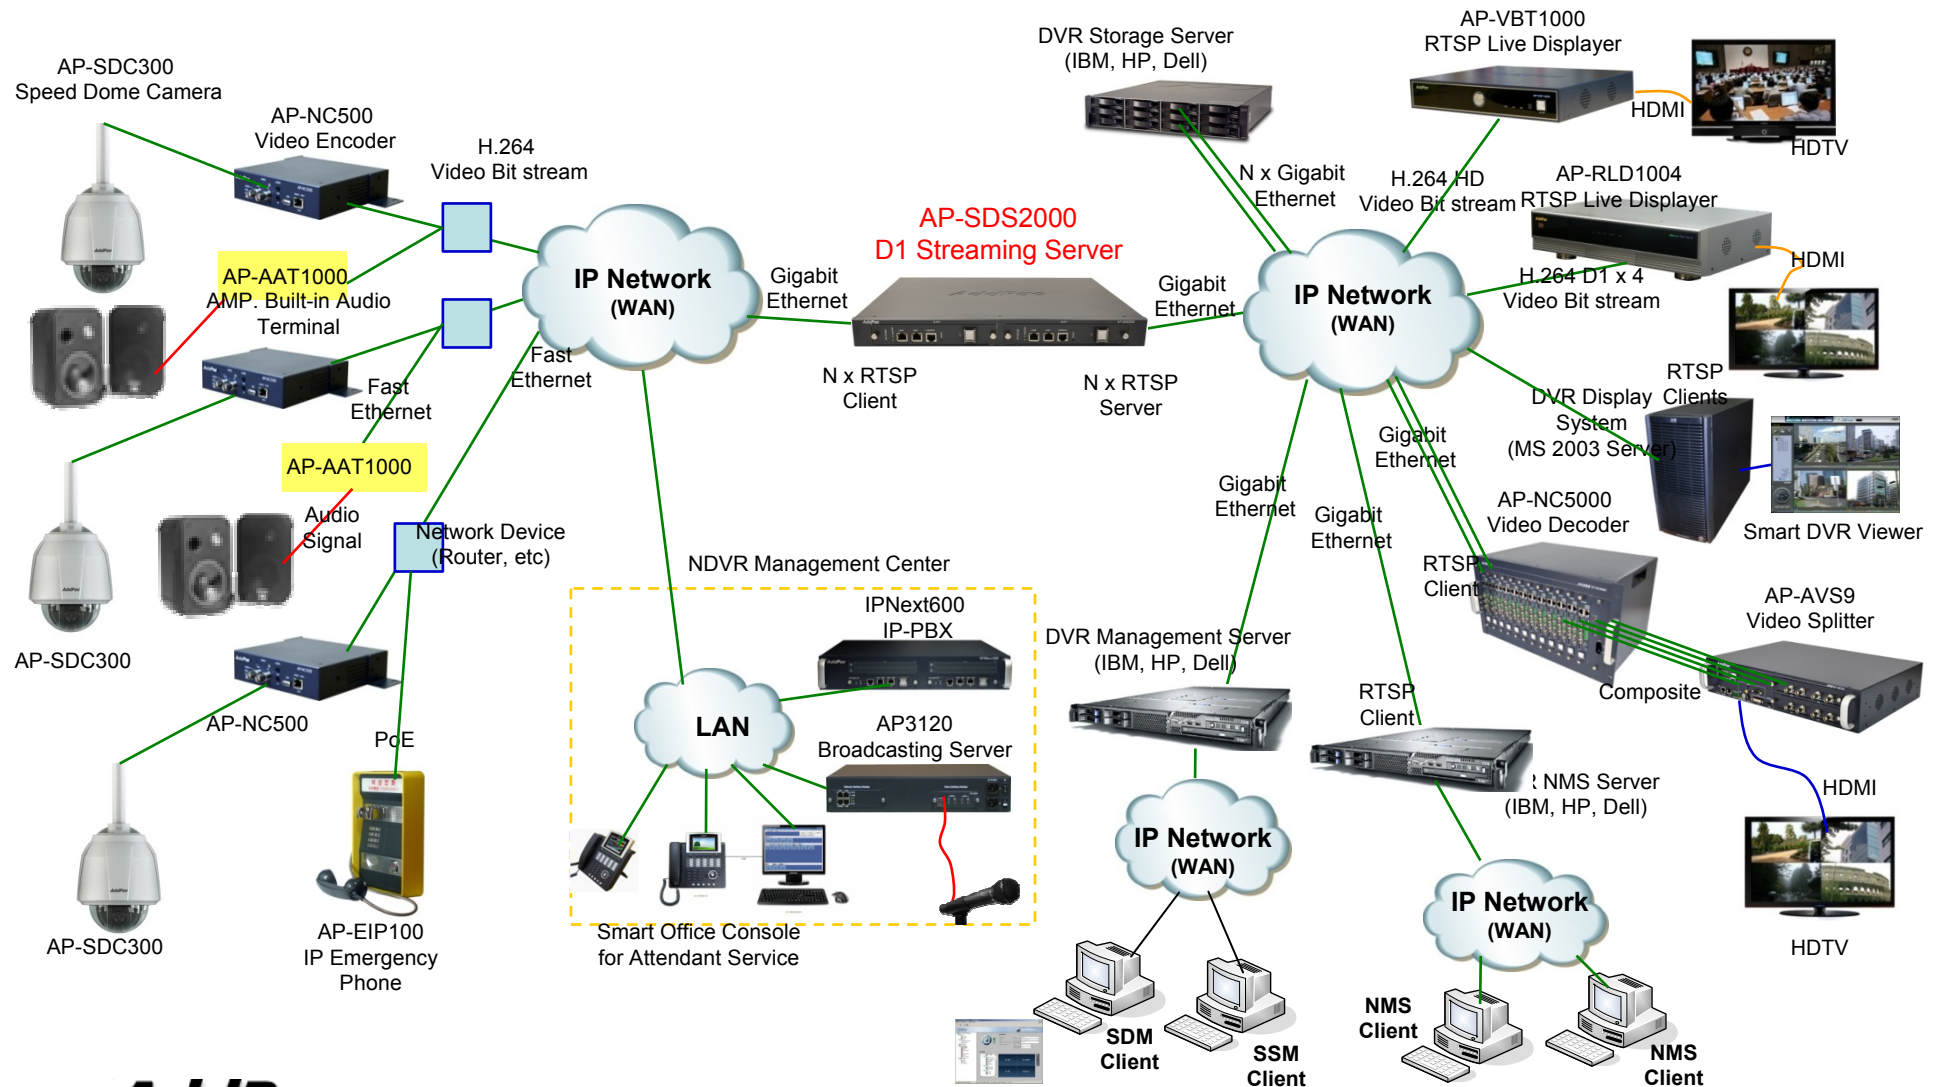 AP-SDC300
Speed Dome Camera
AP-NC500
Video Encoder
H.264
Video Bit stream
AP-AAT1000
AMP. Built-in Audio
Terminal
Fast
Ethernet
AP-AAT1000
Audio
Signal
AP-SDC300
AP-NC500
AP-SDC300
PoE
AP-EIP100
IP Emergency
Phone
Network Device
(Router, etc)
Fast
Ethernet
IP Network
(WAN)
Gigabit
Ethernet
AP-SDS2000
D1 Streaming Server
AddPac
N x RTSP
Client
N x RTSP
Server
Gigabit
Ethernet
NDVR Management Center
IPNext600
IP-PBX
LAN
AP3120
Broadcasting Server
Smart Office Console
for Attendant Service
DVR Storage Server
(IBM, HP, Dell)
N x Gigabit
Ethernet
IP Network
(WAN)
AP-VBT1000
RTSP Live Displayer
HDMI
HDTV
H.264 HD
Video Bit stream
AP-RLD1004
RTSP Live Displayer
HDMI
H.264 D1 x 4
Video Bit stream
RTSP
Clients
DVR Display
System
(MS 2003 Server)
Smart DVR Viewer
Gigabit
Ethernet
AP-NC5000
Video Decoder
RTSP
Client
AP-AVS9
Video Splitter
Composite
HDMI
HDTV
Gigabit
Ethernet
Gigabit
Ethernet
DVR Management Server
(IBM, HP, Dell)
RTSP
Client
R NMS Server
(IBM, HP, Dell)
IP Network
(WAN)
IP Network
(WAN)
SDM
Client
SSM
Client
NMS
Client
NMS
Client